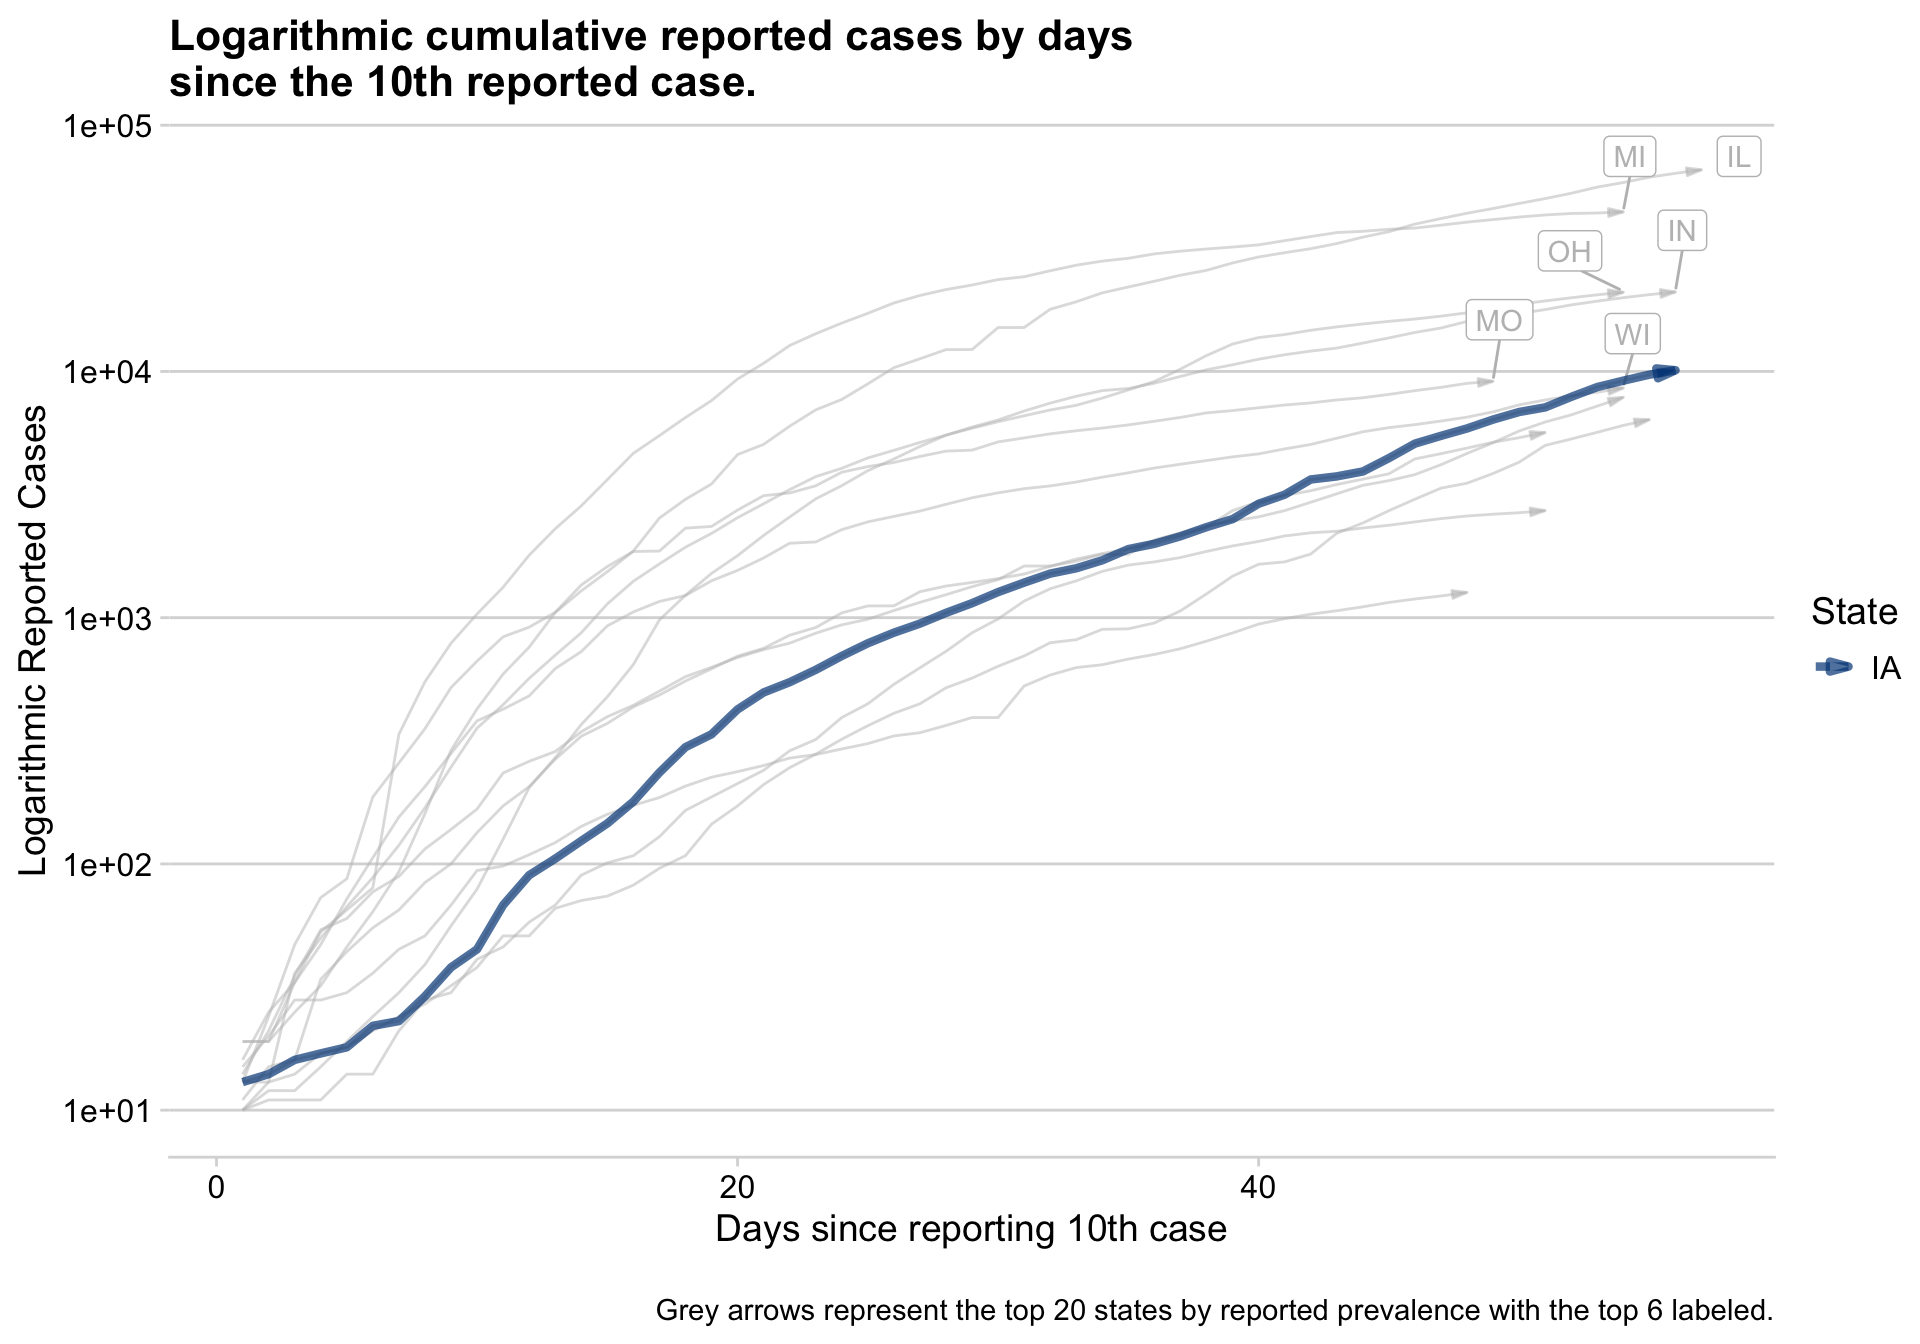 Logarithmic cumulative reported cases by days
since the 10th reported case.
1e+05
MI
IL
IN
OH
MO
WI
1e+04
1e+03
1e+02
1e+01
Logarithmic Reported Cases
State
IA
0
20
40
Days since reporting 10th case
Grey arrows represent the top 20 states by reported prevalence with the top 6 labeled.